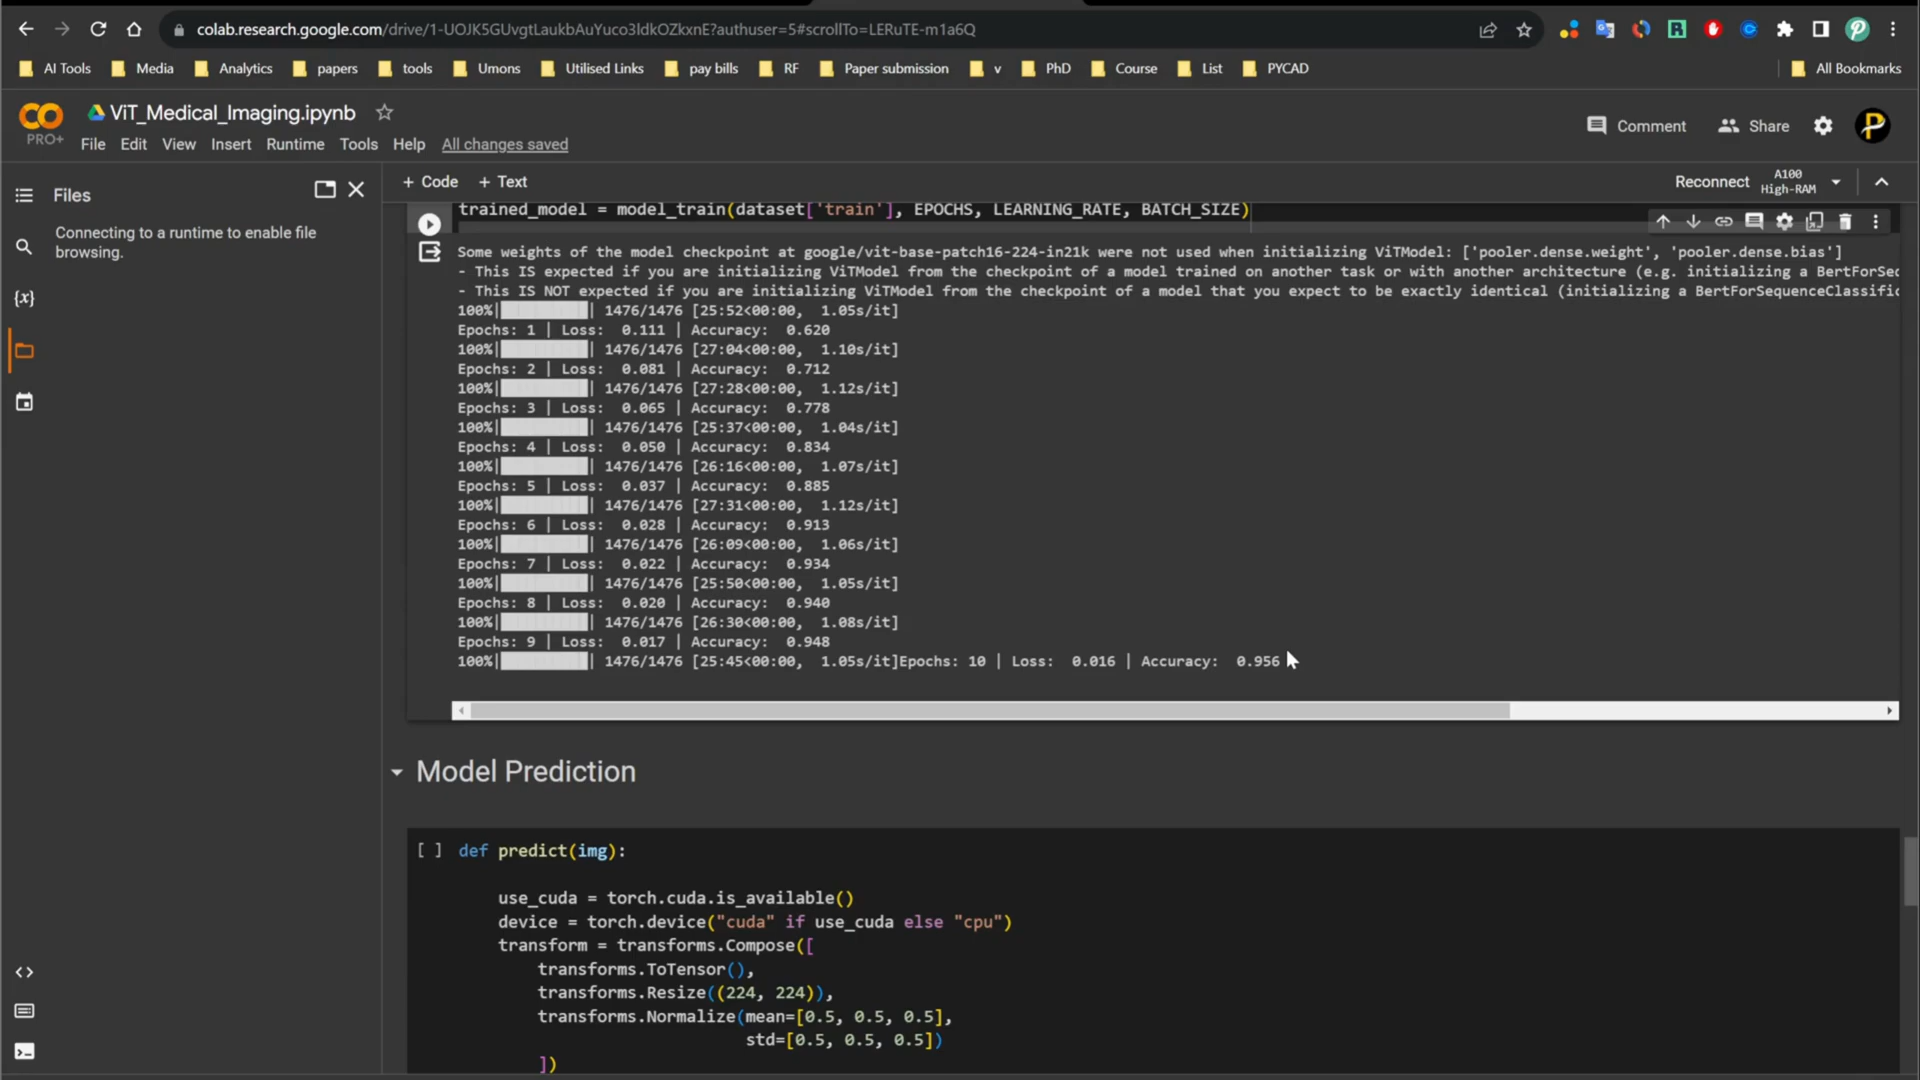 colab.research.google.com/drive/1-UOJK5GUvgtLaukbAuYuco3ldkOZkxnE?authuser=5#scrollTo=LERuTE-m1a6Q
AI Tools Media Analytics papers tools Umons Utilised Links pay bills RF Paper submission v PhD Course List PYCAD All Bookmarks
ViT_Medical_Imaging.ipynb
PRO+
File Edit View Insert Runtime Tools Help All changes saved
Comment Share
Files
Connecting to a runtime to enable file
browsing.
+ Code + Text
Reconnect A100
High-RAM
trained_model = model_train(dataset['train'], EPOCHS, LEARNING_RATE, BATCH_SIZE)
Some weights of the model checkpoint at google/vit-base-patch16-224-in21k were not used when initializing ViTModel: ['pooler.dense.weight', 'pooler.dense.bias']
- This IS expected if you are initializing ViTModel from the checkpoint of a model trained on another task or with another architecture (e.g. initializing a BertForSec
- This IS NOT expected if you are initializing ViTModel from the checkpoint of a model that you expect to be exactly identical (initializing a BertForSequenceClassific
100%|██████████| 1476/1476 [25:52<00:00, 1.05s/it]
Epochs: 1 | Loss: 0.111 | Accuracy: 0.620
100%|██████████| 1476/1476 [27:04<00:00, 1.10s/it]
Epochs: 2 | Loss: 0.081 | Accuracy: 0.712
100%|██████████| 1476/1476 [27:28<00:00, 1.12s/it]
Epochs: 3 | Loss: 0.065 | Accuracy: 0.778
100%|██████████| 1476/1476 [25:37<00:00, 1.04s/it]
Epochs: 4 | Loss: 0.050 | Accuracy: 0.834
100%|██████████| 1476/1476 [26:16<00:00, 1.07s/it]
Epochs: 5 | Loss: 0.037 | Accuracy: 0.885
100%|██████████| 1476/1476 [27:31<00:00, 1.12s/it]
Epochs: 6 | Loss: 0.028 | Accuracy: 0.913
100%|██████████| 1476/1476 [26:09<00:00, 1.06s/it]
Epochs: 7 | Loss: 0.022 | Accuracy: 0.934
100%|██████████| 1476/1476 [25:50<00:00, 1.05s/it]
Epochs: 8 | Loss: 0.020 | Accuracy: 0.940
100%|██████████| 1476/1476 [26:30<00:00, 1.08s/it]
Epochs: 9 | Loss: 0.017 | Accuracy: 0.948
100%|██████████| 1476/1476 [25:45<00:00, 1.05s/it]Epochs: 10 | Loss: 0.016 | Accuracy: 0.956
Model Prediction
[ ] def predict(img):
use_cuda = torch.cuda.is_available()
device = torch.device("cuda" if use_cuda else "cpu")
transform = transforms.Compose([
transforms.ToTensor(),
transforms.Resize((224, 224)),
transforms.Normalize(mean=[0.5, 0.5, 0.5],
std=[0.5, 0.5, 0.5])
])